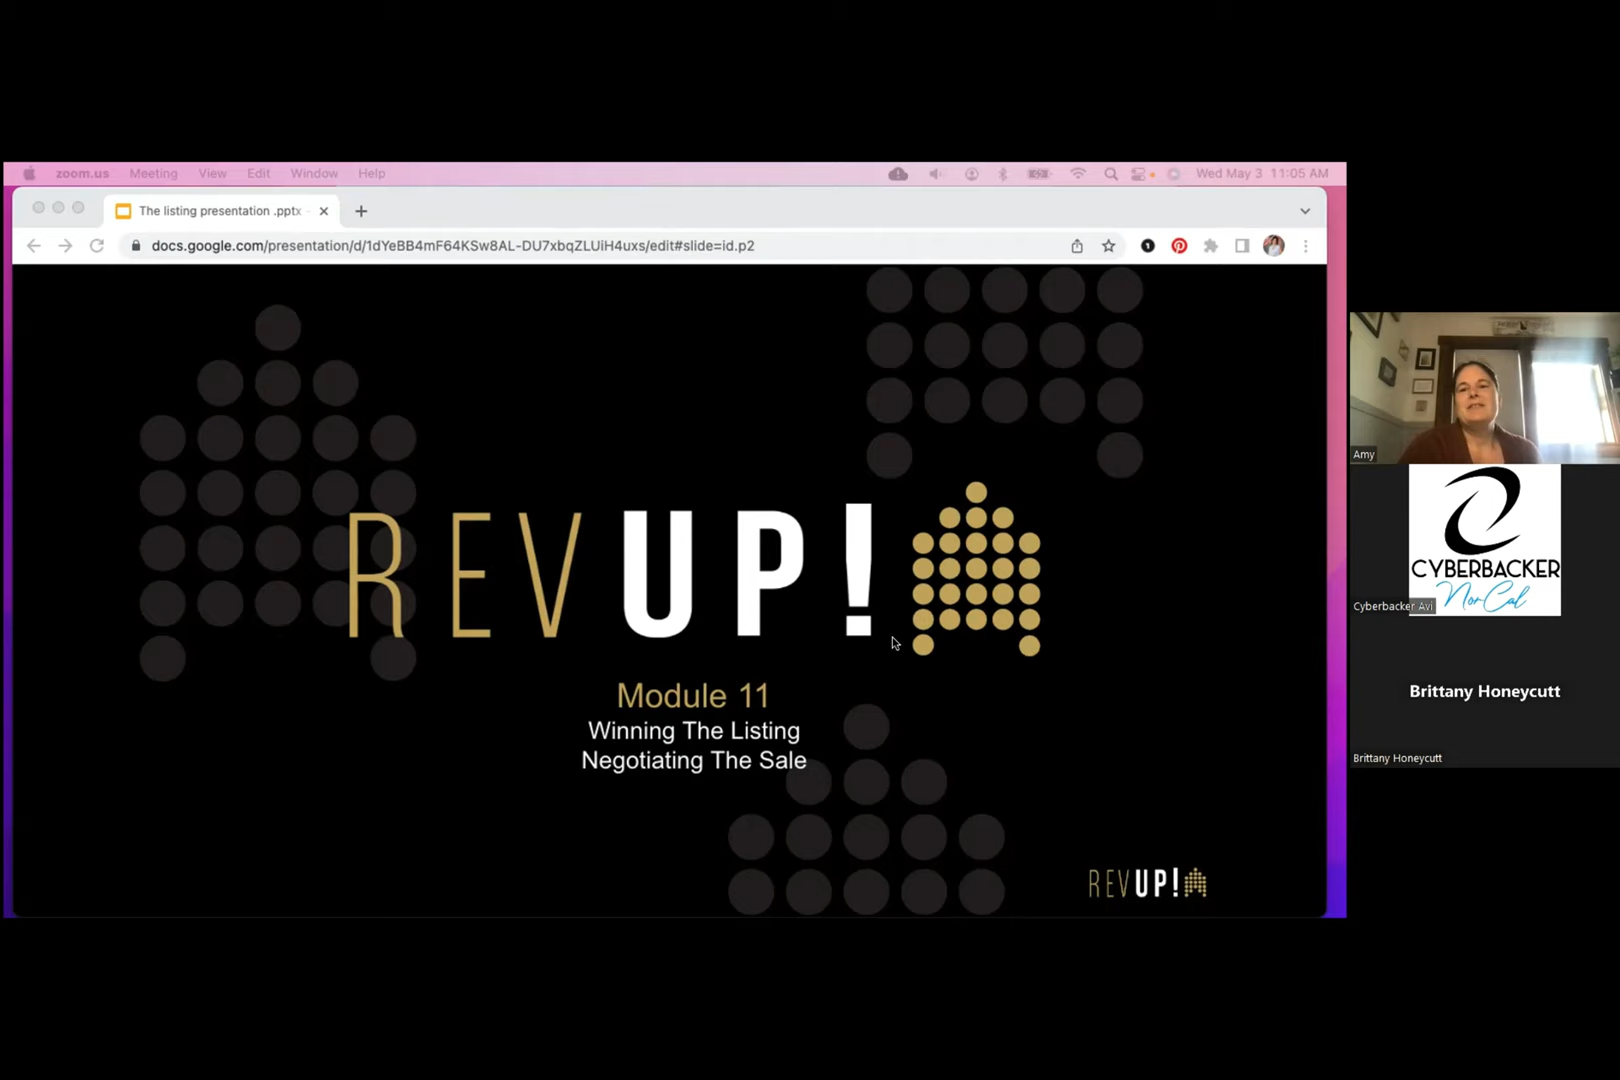 zoom.us Meeting View Edit Window Help Wed May 3 11:05 AM
The listing presentation .pptx
docs.google.com/presentation/d/1dYeBB4mF64KSw8AL-DU7xbqZLUiH4uxs/edit#slide=id.p2
REVUP!
Module 11
Winning The Listing
Negotiating The Sale
REVUP!
Amy
CYBERBACKER
NorCal
Cyberbacker Avi
Brittany Honeycutt
Brittany Honeycutt